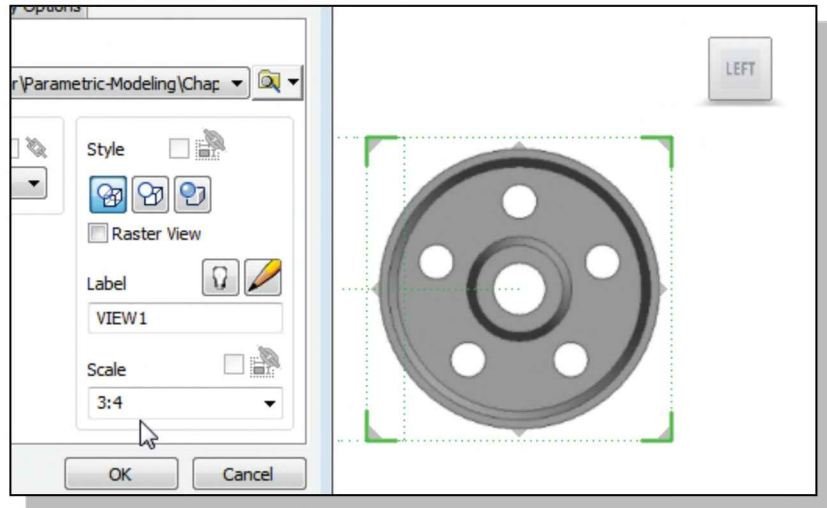 y Options
r\Parametric-Modeling\Chap
LEFT
Style
Raster View
Label
VIEW1
Scale
3:4
OK
Cancel